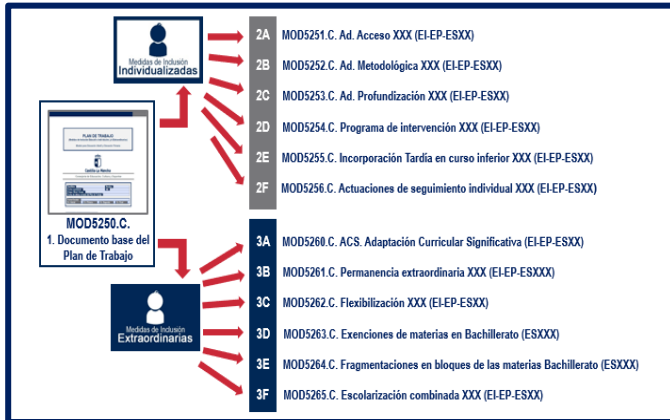 Medidas de Inclusión
Individualizadas
2A MOD5251.C. Ad. Acceso XXX (EI-EP-ESXX)
2B MOD5252.C. Ad. Metodológica XXX (EI-EP-ESXX)
2C MOD5253.C. Ad. Profundización XXX (EI-EP-ESXX)
2D MOD5254.C. Programa de intervención XXX (EI-EP-ESXX)
2E MOD5255.C. Incorporación Tardía en curso inferior XXX (EI-EP-ESXX)
2F MOD5256.C. Actuaciones de seguimiento individual XXX (EI-EP-ESXX)
PLAN DE TRABAJO
Castilla-La Mancha
MOD5250.C.
1. Documento base del
Plan de Trabajo
Medidas de Inclusión
Extraordinarias
3A MOD5260.C. ACS. Adaptación Curricular Significativa (EI-EP-ESXX)
3B MOD5261.C. Permanencia extraordinaria XXX (EI-EP-ESXXX)
3C MOD5262.C. Flexibilización XXX (EI-EP-ESXX)
3D MOD5263.C. Exenciones de materias en Bachillerato (ESXXX)
3E MOD5264.C. Fragmentaciones en bloques de las materias Bachillerato (ESXXX)
3F MOD5265.C. Escolarización combinada XXX (EI-EP-ESXX)